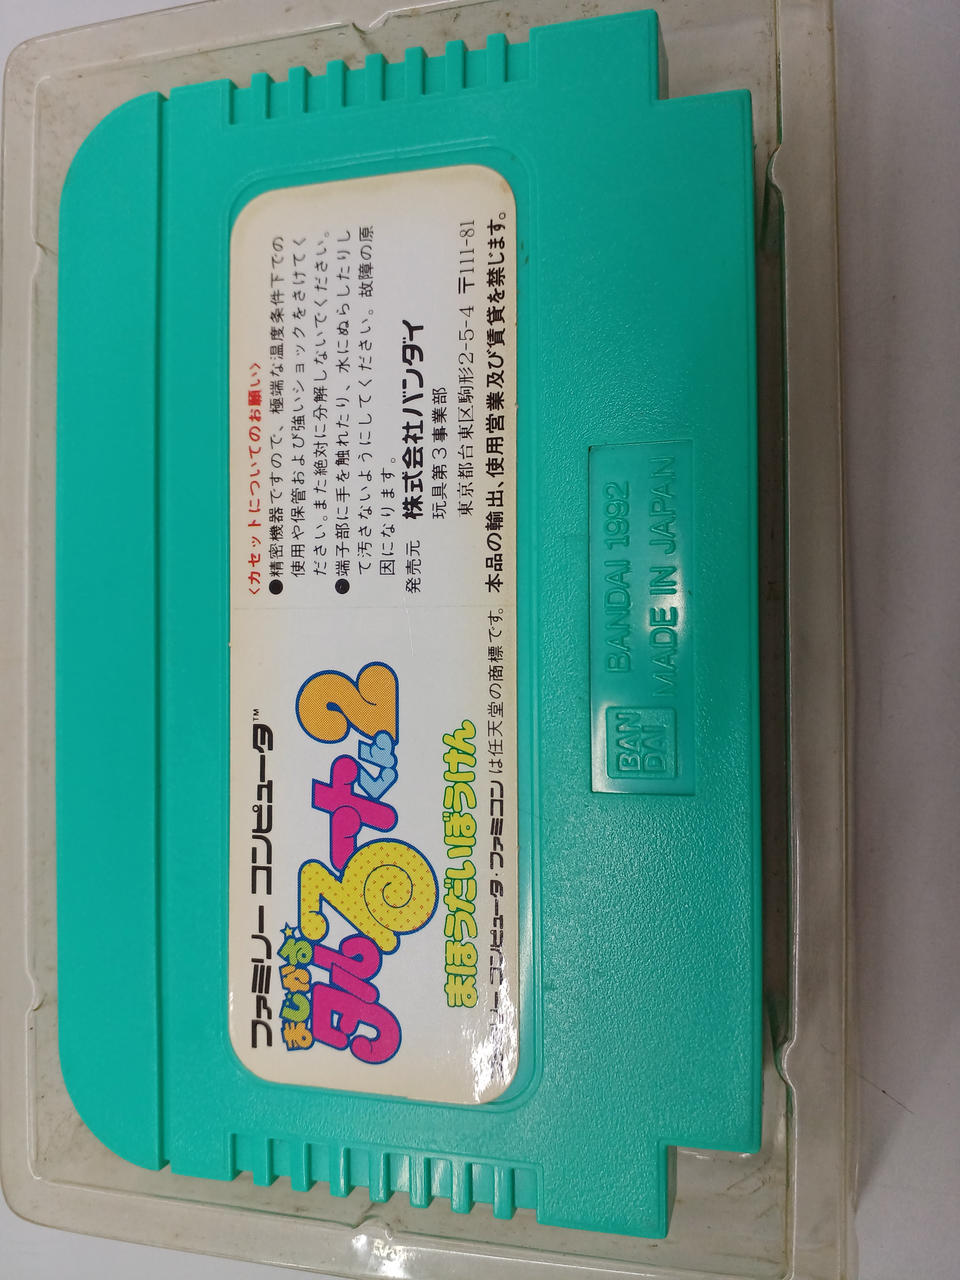 ファミリー コンピュータ™
まじかる☆
タルるートくん2
まほうだいぼうけん
ファミリー コンピュータ・ファミコンは任天堂の商標です。
〈カセットについてのお願い〉
●精密機器ですので、極端な温度条件下での
使用や保管および強いショックをさけてく
ださい。また絶対に分解しないでください。
●端子部に手を触れたり、水にぬらしたりし
て汚さないようにしてください。故障の原
因になります。
発売元 株式会社バンダイ
玩具第3事業部
東京都台東区駒形2-5-4 〒111-81
本品の輸出、使用営業及び賃貸を禁じます。
BAN
DAI
BANDAI 1992
MADE IN JAPAN